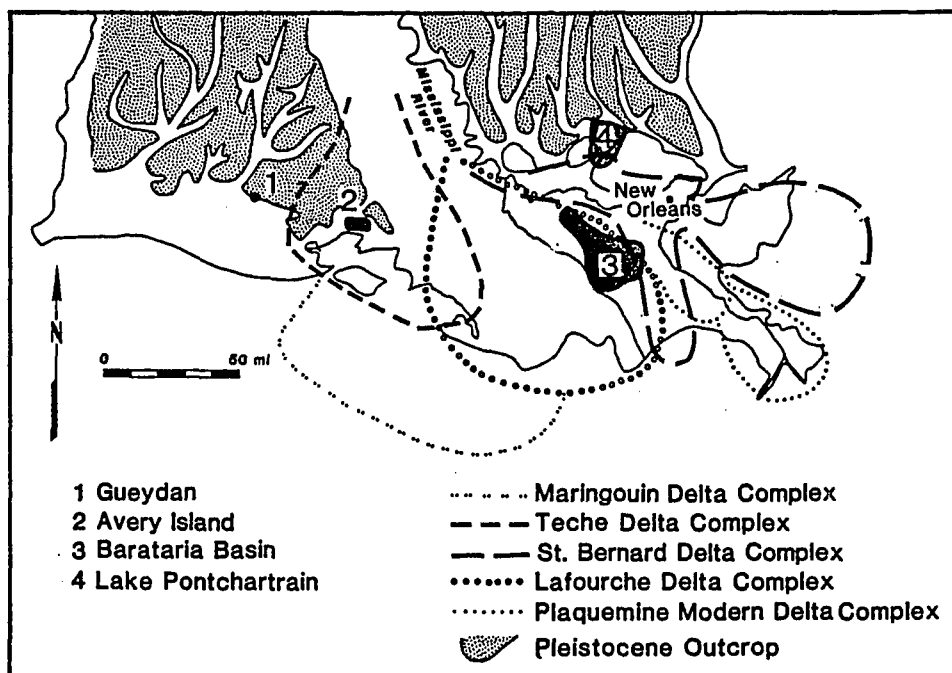 Mississippi
River
1
2
4
New
Orleans
3
N
0 50 mi
1 Gueydan
2 Avery Island
3 Barataria Basin
4 Lake Pontchartrain
Maringouin Delta Complex
Teche Delta Complex
St. Bernard Delta Complex
Lafourche Delta Complex
Plaquemine Modern Delta Complex
Pleistocene Outcrop